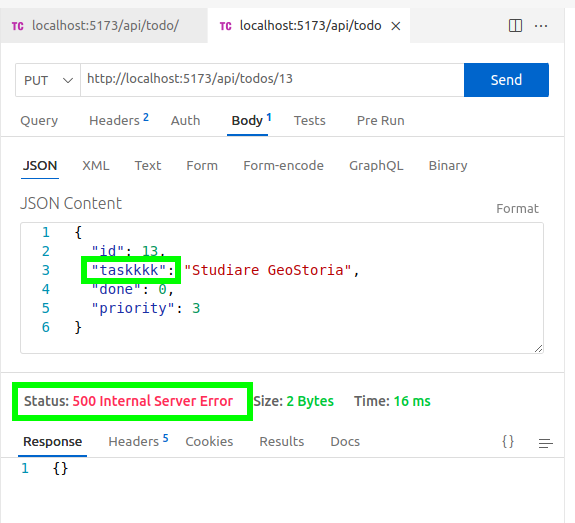 TC localhost:5173/api/todo/ TC localhost:5173/api/todo × ...
PUT http://localhost:5173/api/todos/13 Send
Query Headers 2 Auth Body 1 Tests Pre Run
JSON XML Text Form Form-encode GraphQL Binary
JSON Content
Format
1 {
2 "id": 13,
3 "taskkkk": "Studiare GeoStoria",
4 "done": 0,
5 "priority": 3
6 }
Status: 500 Internal Server Error Size: 2 Bytes Time: 16 ms
Response Headers 5 Cookies Results Docs {}
1 {}